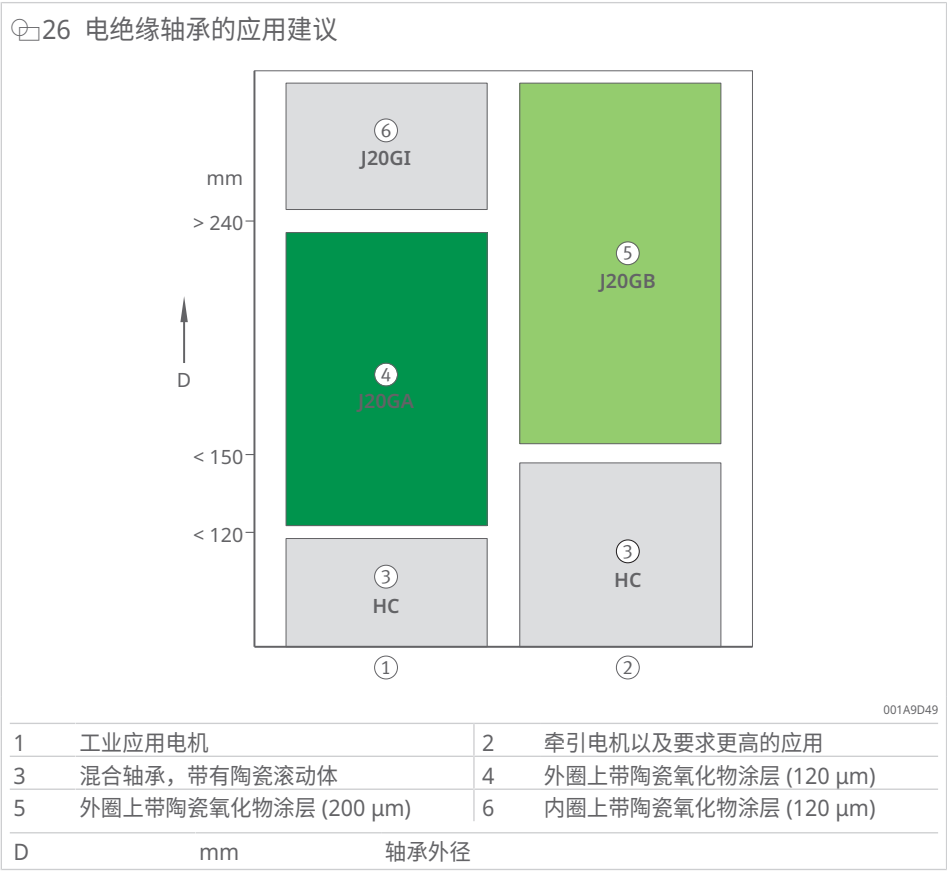 26 电绝缘轴承的应用建议
⑥
J20GI
mm
> 240
⑤
J20GB
④
J20GA
D
< 150
< 120
③
HC
③
HC
①
②
001A9D49
1 工业应用电机 2 牵引电机以及要求更高的应用
3 混合轴承，带有陶瓷滚动体 4 外圈上带陶瓷氧化物涂层 (120 μm)
5 外圈上带陶瓷氧化物涂层 (200 μm) 6 内圈上带陶瓷氧化物涂层 (120 μm)
D mm 轴承外径